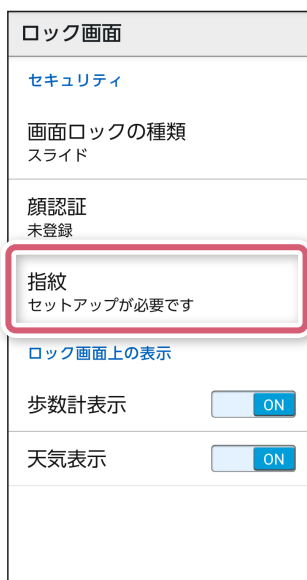 ロック画面
セキュリティ
画面ロックの種類
スライド
顔認証
未登録
指紋
セットアップが必要です
ロック画面上の表示
歩数計表示 ON
天気表示 ON